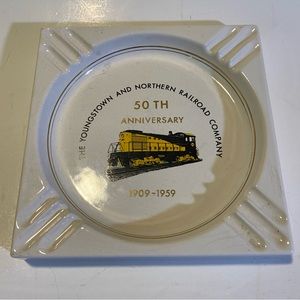 THE YOUNGSTOWN AND NORTHERN RAILROAD COMPANY
50 TH
ANNIVERSARY
1909-1959